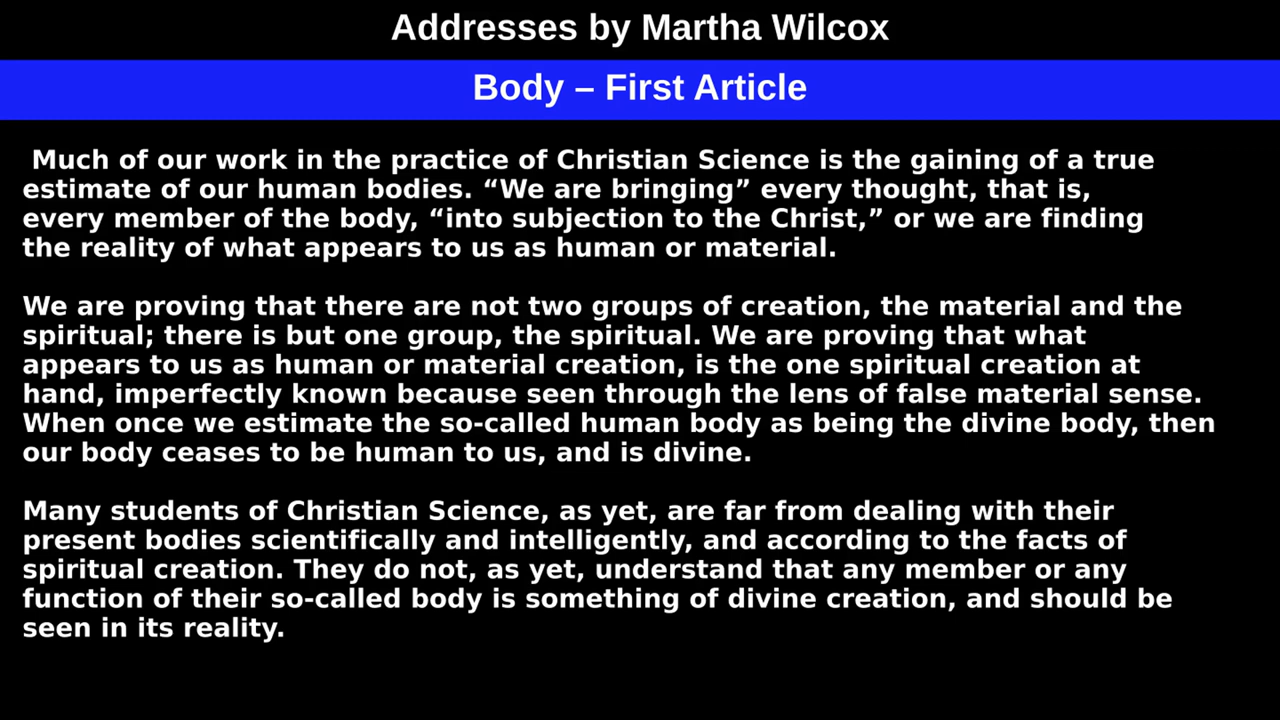 Addresses by Martha Wilcox
Body – First Article
Much of our work in the practice of Christian Science is the gaining of a true
estimate of our human bodies. “We are bringing” every thought, that is,
every member of the body, “into subjection to the Christ,” or we are finding
the reality of what appears to us as human or material.
We are proving that there are not two groups of creation, the material and the
spiritual; there is but one group, the spiritual. We are proving that what
appears to us as human or material creation, is the one spiritual creation at
hand, imperfectly known because seen through the lens of false material sense.
When once we estimate the so-called human body as being the divine body, then
our body ceases to be human to us, and is divine.
Many students of Christian Science, as yet, are far from dealing with their
present bodies scientifically and intelligently, and according to the facts of
spiritual creation. They do not, as yet, understand that any member or any
function of their so-called body is something of divine creation, and should be
seen in its reality.